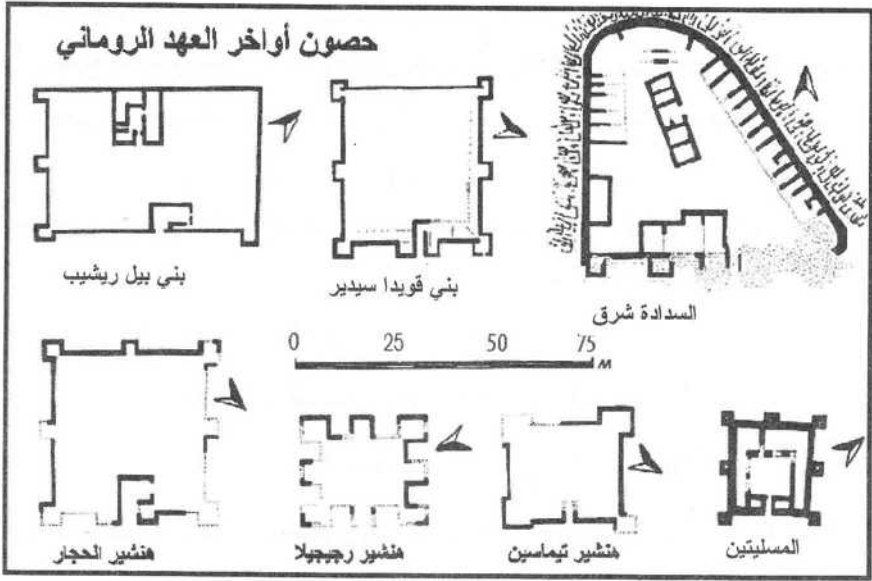 حصون أواخر العهد الروماني
بني بيل ريشيب
بني قويدا سيدير
السدادة شرق
0 25 50 75 M
هنشير الحجار
هنشير رجيجيلا
هنشير تيماسين
المسليتين